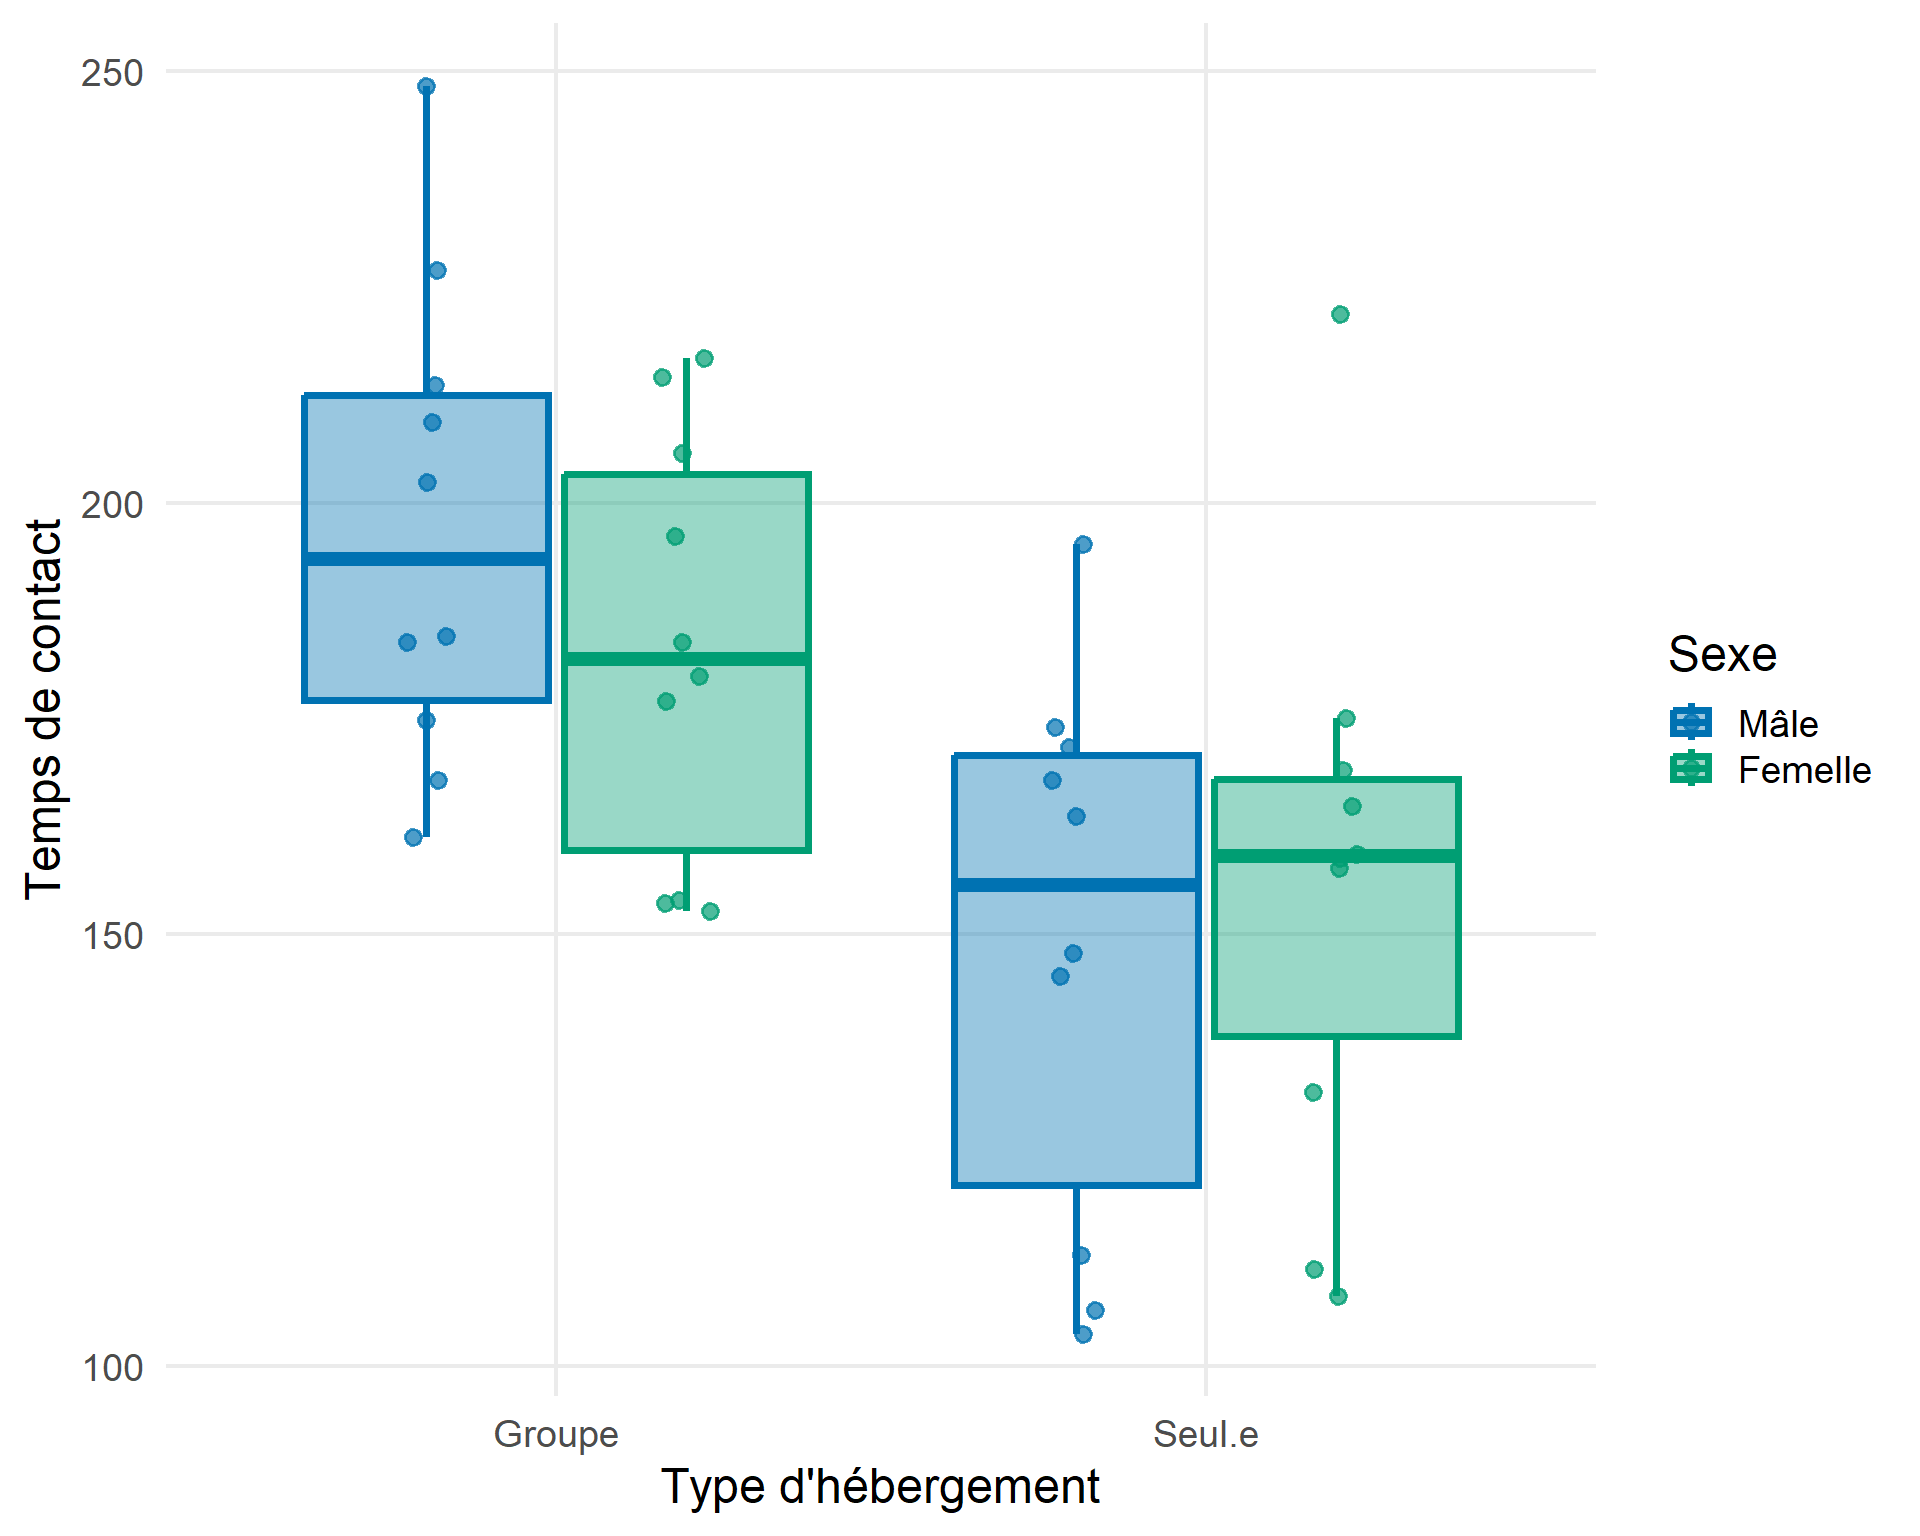 250
200
150
100
Temps de contact
Groupe
Seul.e
Type d'hébergement
Sexe
Mâle
Femelle